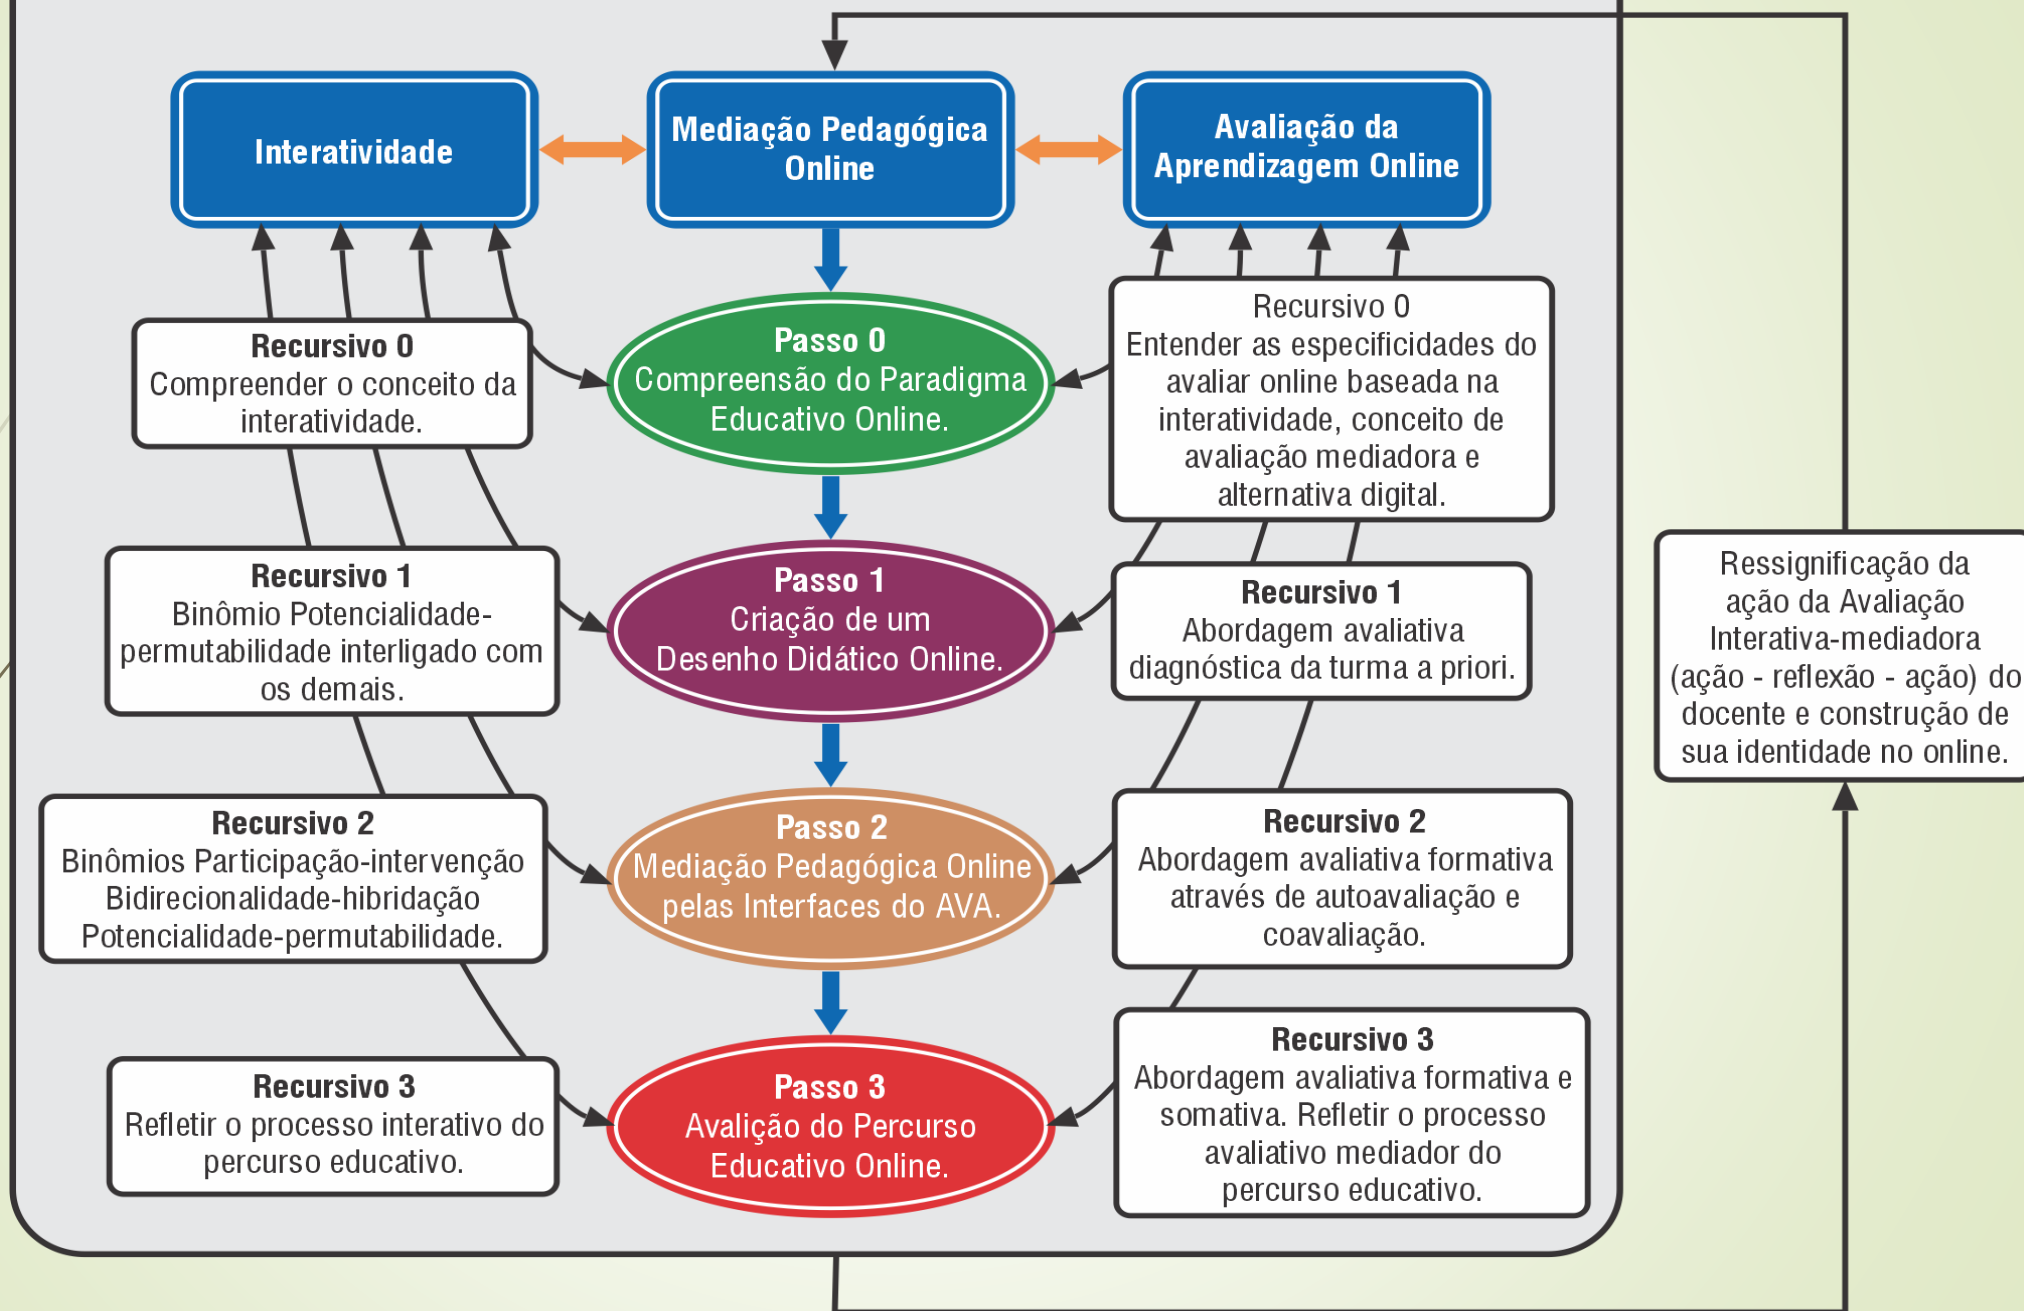 Interatividade
Mediação Pedagógica
Online
Avaliação da
Aprendizagem Online
Recursivo 0
Compreender o conceito da
interatividade.
Passo 0
Compreensão do Paradigma
Educativo Online.
Recursivo 0
Entender as especificidades do
avaliar online baseada na
interatividade, conceito de
avaliação mediadora e
alternativa digital.
Recursivo 1
Binômio Potencialidade-
permutabilidade interligado com
os demais.
Passo 1
Criação de um
Desenho Didático Online.
Recursivo 1
Abordagem avaliativa
diagnóstica da turma a priori.
Recursivo 2
Binômios Participação-intervenção
Bidirecionalidade-hibridação
Potencialidade-permutabilidade.
Passo 2
Mediação Pedagógica Online
pelas Interfaces do AVA.
Recursivo 2
Abordagem avaliativa formativa
através de autoavaliação e
coavaliação.
Recursivo 3
Refletir o processo interativo do
percurso educativo.
Passo 3
Avalição do Percurso
Educativo Online.
Recursivo 3
Abordagem avaliativa formativa e
somativa. Refletir o processo
avaliativo mediador do
percurso educativo.
Ressignificação da
ação da Avaliação
Interativa-mediadora
(ação - reflexão - ação) do
docente e construção de
sua identidade no online.